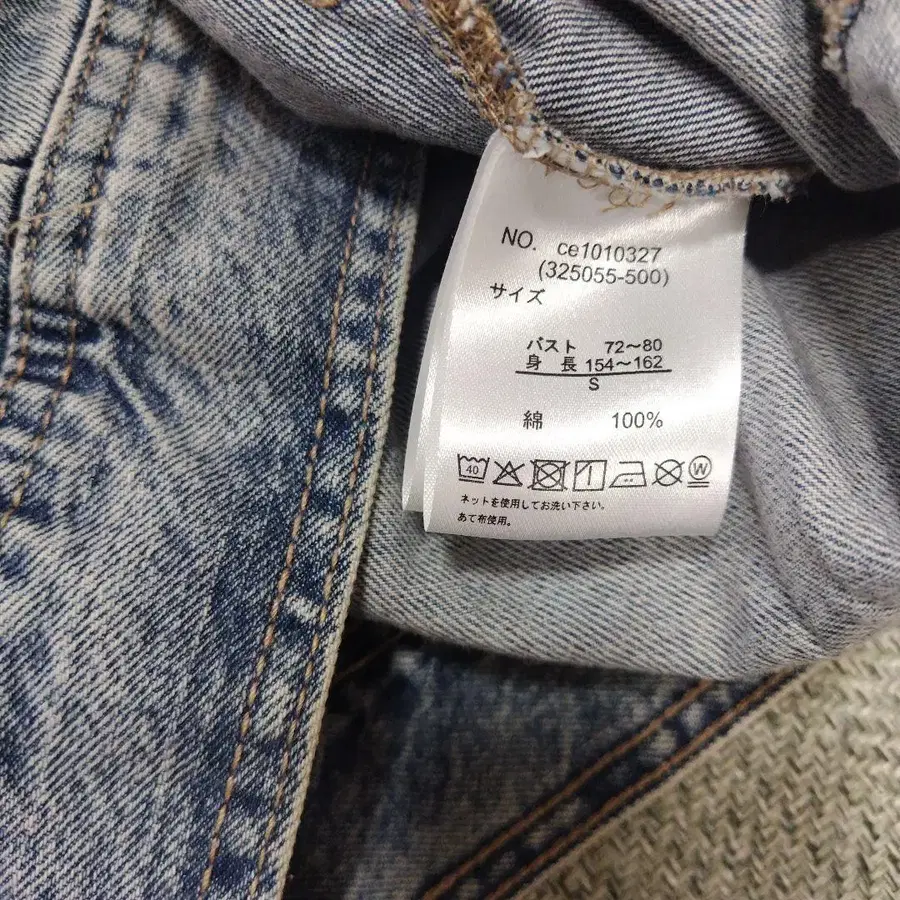 NO. ce1010327
(325055-500)
サイズ
バスト 72～80
身長 154～162
S
綿 100%
40 W
ネットを使用してお洗い下さい。
あて布使用。